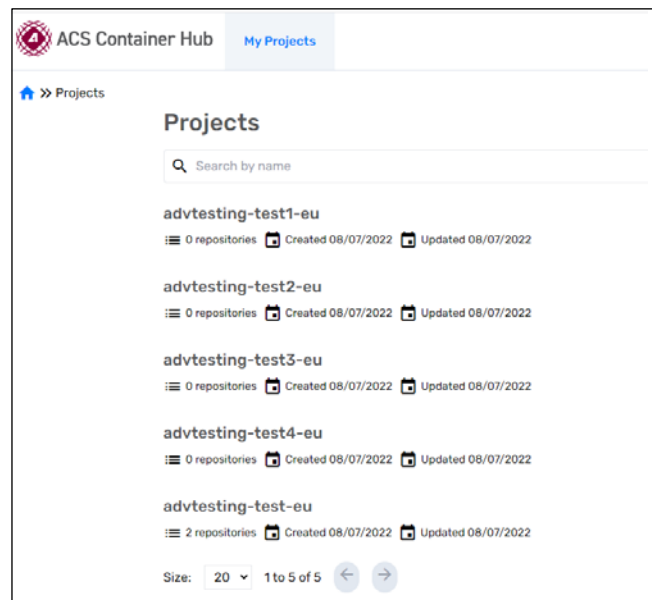 ACS Container Hub My Projects
Projects
Projects
Search by name
advtesting-test1-eu
0 repositories Created 08/07/2022 Updated 08/07/2022
advtesting-test2-eu
0 repositories Created 08/07/2022 Updated 08/07/2022
advtesting-test3-eu
0 repositories Created 08/07/2022 Updated 08/07/2022
advtesting-test4-eu
0 repositories Created 08/07/2022 Updated 08/07/2022
advtesting-test-eu
2 repositories Created 08/07/2022 Updated 08/07/2022
Size: 20 1 to 5 of 5